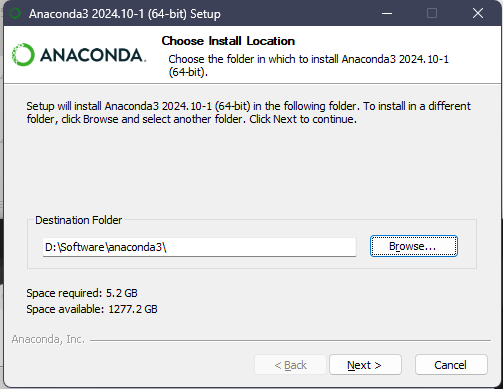 Anaconda3 2024.10-1 (64-bit) Setup
ANACONDA.
Choose Install Location
Choose the folder in which to install Anaconda3 2024.10-1
(64-bit).
Setup will install Anaconda3 2024.10-1 (64-bit) in the following folder. To install in a different
folder, click Browse and select another folder. Click Next to continue.
Destination Folder
D:\Software\anaconda3\
Browse...
Space required: 5.2 GB
Space available: 1277.2 GB
Anaconda, Inc.
< Back
Next >
Cancel